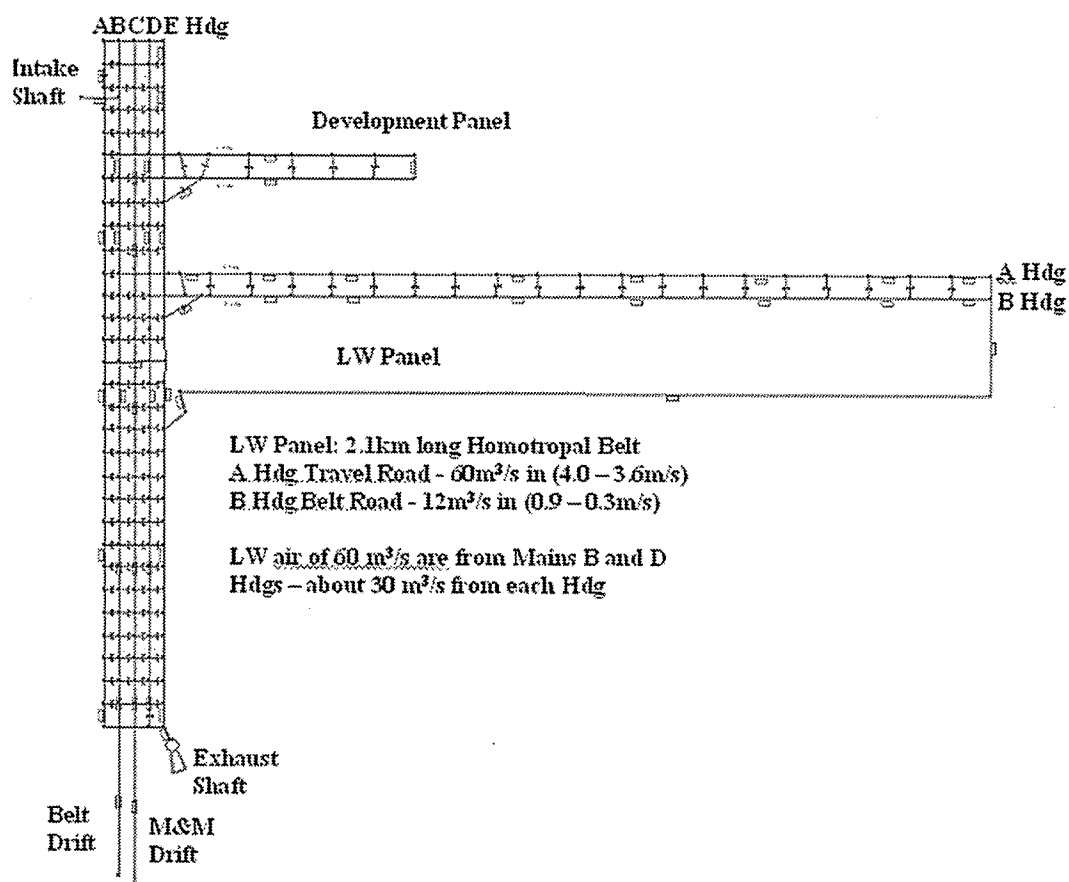 ABCDE Hdg
Intake
Shaft
Development Panel
A Hdg
B Hdg
LW Panel
LW Panel: 2.1km long Homotropal Belt
A Hdg Travel Road - 60m³/s in (4.0 – 3.6m/s)
B Hdg Belt Road - 12m³/s in (0.9 – 0.3m/s)
LW air of 60 m³/s are from Mains B and D
Hdgs – about 30 m³/s from each Hdg
Exhaust
Shaft
Belt
Drift
M&M
Drift